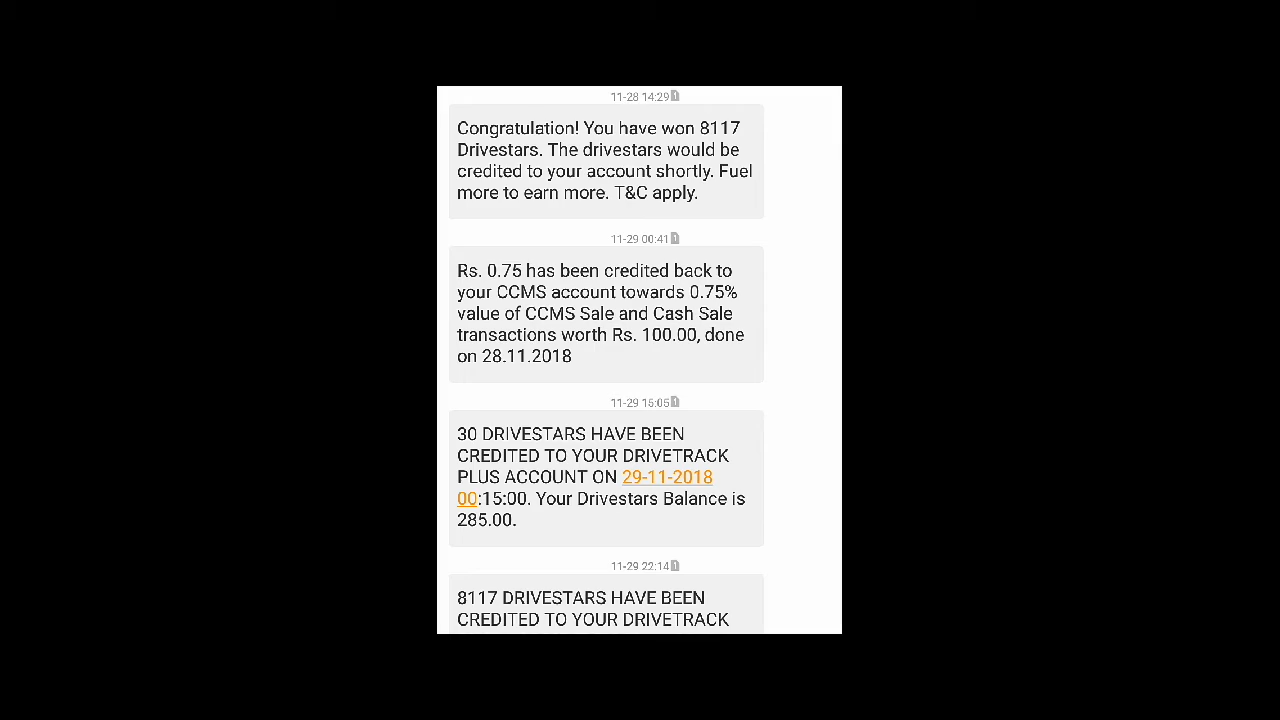 11-28 14:29
Congratulation! You have won 8117
Drivestars. The drivestars would be
credited to your account shortly. Fuel
more to earn more. T&C apply.
11-29 00:41
Rs. 0.75 has been credited back to
your CCMS account towards 0.75%
value of CCMS Sale and Cash Sale
transactions worth Rs. 100.00, done
on 28.11.2018
11-29 15:05
30 DRIVESTARS HAVE BEEN
CREDITED TO YOUR DRIVETRACK
PLUS ACCOUNT ON 29-11-2018
00:15:00. Your Drivestars Balance is
285.00.
11-29 22:14
8117 DRIVESTARS HAVE BEEN
CREDITED TO YOUR DRIVETRACK